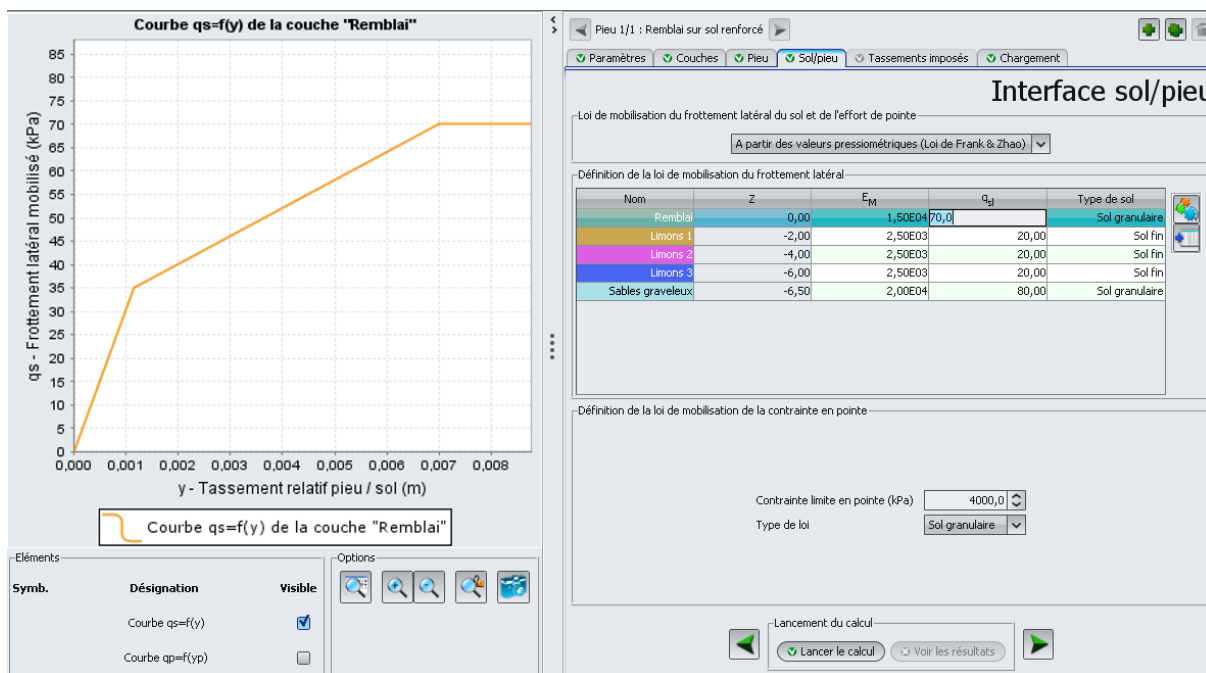 Courbe qs=f(y) de la couche "Remblai"
85
80
75
70
65
60
55
50
45
40
35
30
25
20
15
10
5
0
qs - Frottement latéral mobilisé (kPa)
0,000 0,001 0,002 0,003 0,004 0,005 0,006 0,007 0,008
y - Tassement relatif pieu / sol (m)
Courbe qs=f(y) de la couche "Remblai"
Eléments
Symb. Désignation Visible
Courbe qs=f(y)
Courbe qp=f(yp)
Options
Pieu 1/1 : Remblai sur sol renforcé
Paramètres Couches Pieu Sol/pieu Tassements imposés Chargement
Interface sol/pieu
Loi de mobilisation du frottement latéral du sol et de l'effort de pointe
A partir des valeurs pressiométriques (Loi de Frank & Zhao)
Définition de la loi de mobilisation du frottement latéral
Nom Z E_M q_sl Type de sol
Remblai 0,00 1,50E04 70,0 Sol granulaire
Limons 1 -2,00 2,50E03 20,00 Sol fin
Limons 2 -4,00 2,50E03 20,00 Sol fin
Limons 3 -6,00 2,50E03 20,00 Sol fin
Sables graveleux -6,50 2,00E04 80,00 Sol granulaire
Définition de la loi de mobilisation de la contrainte en pointe
Contrainte limite en pointe (kPa) 4000,0
Type de loi Sol granulaire
Lancement du calcul
Lancer le calcul Voir les résultats